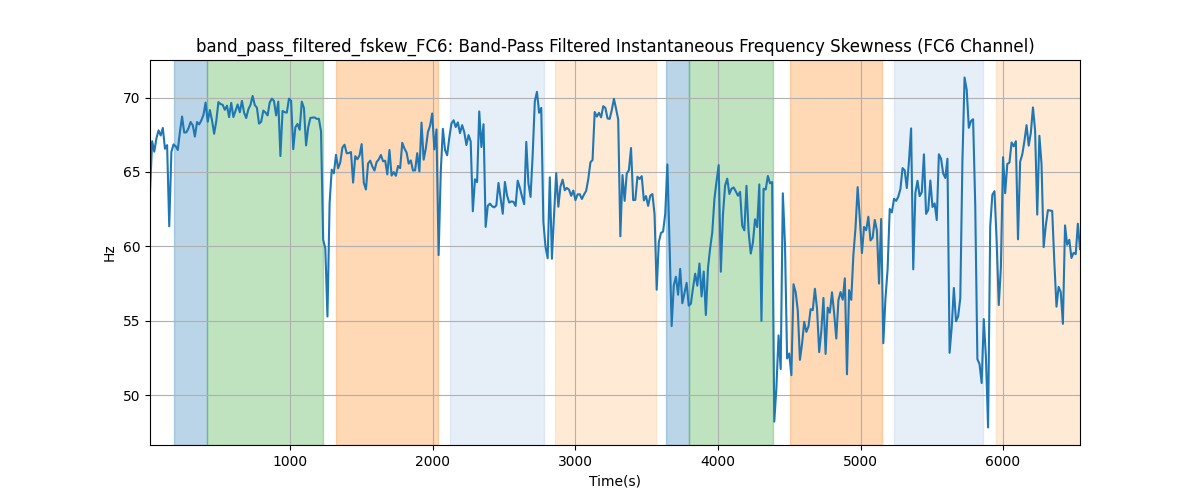 band_pass_filtered_fskew_FC6: Band-Pass Filtered Instantaneous Frequency Skewness (FC6 Channel)
70
65
60
55
50
Hz
1000 2000 3000 4000 5000 6000
Time(s)